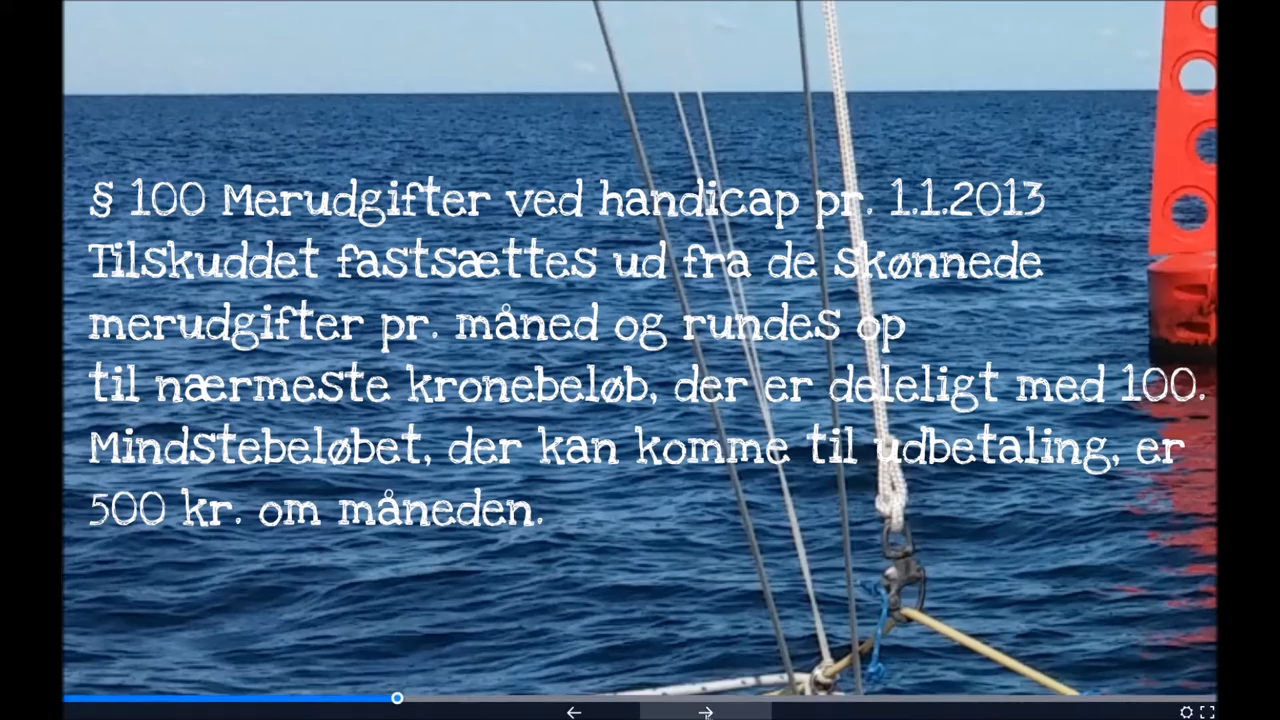 § 100 Merudgifter ved handicap pr. 1.1.2013
Tilskuddet fastsættes ud fra de skønnede
merudgifter pr. måned og rundes op
til nærmeste kronebeløb, der er deleligt med 100.
Mindstebeløbet, der kan komme til udbetaling, er
500 kr. om måneden.